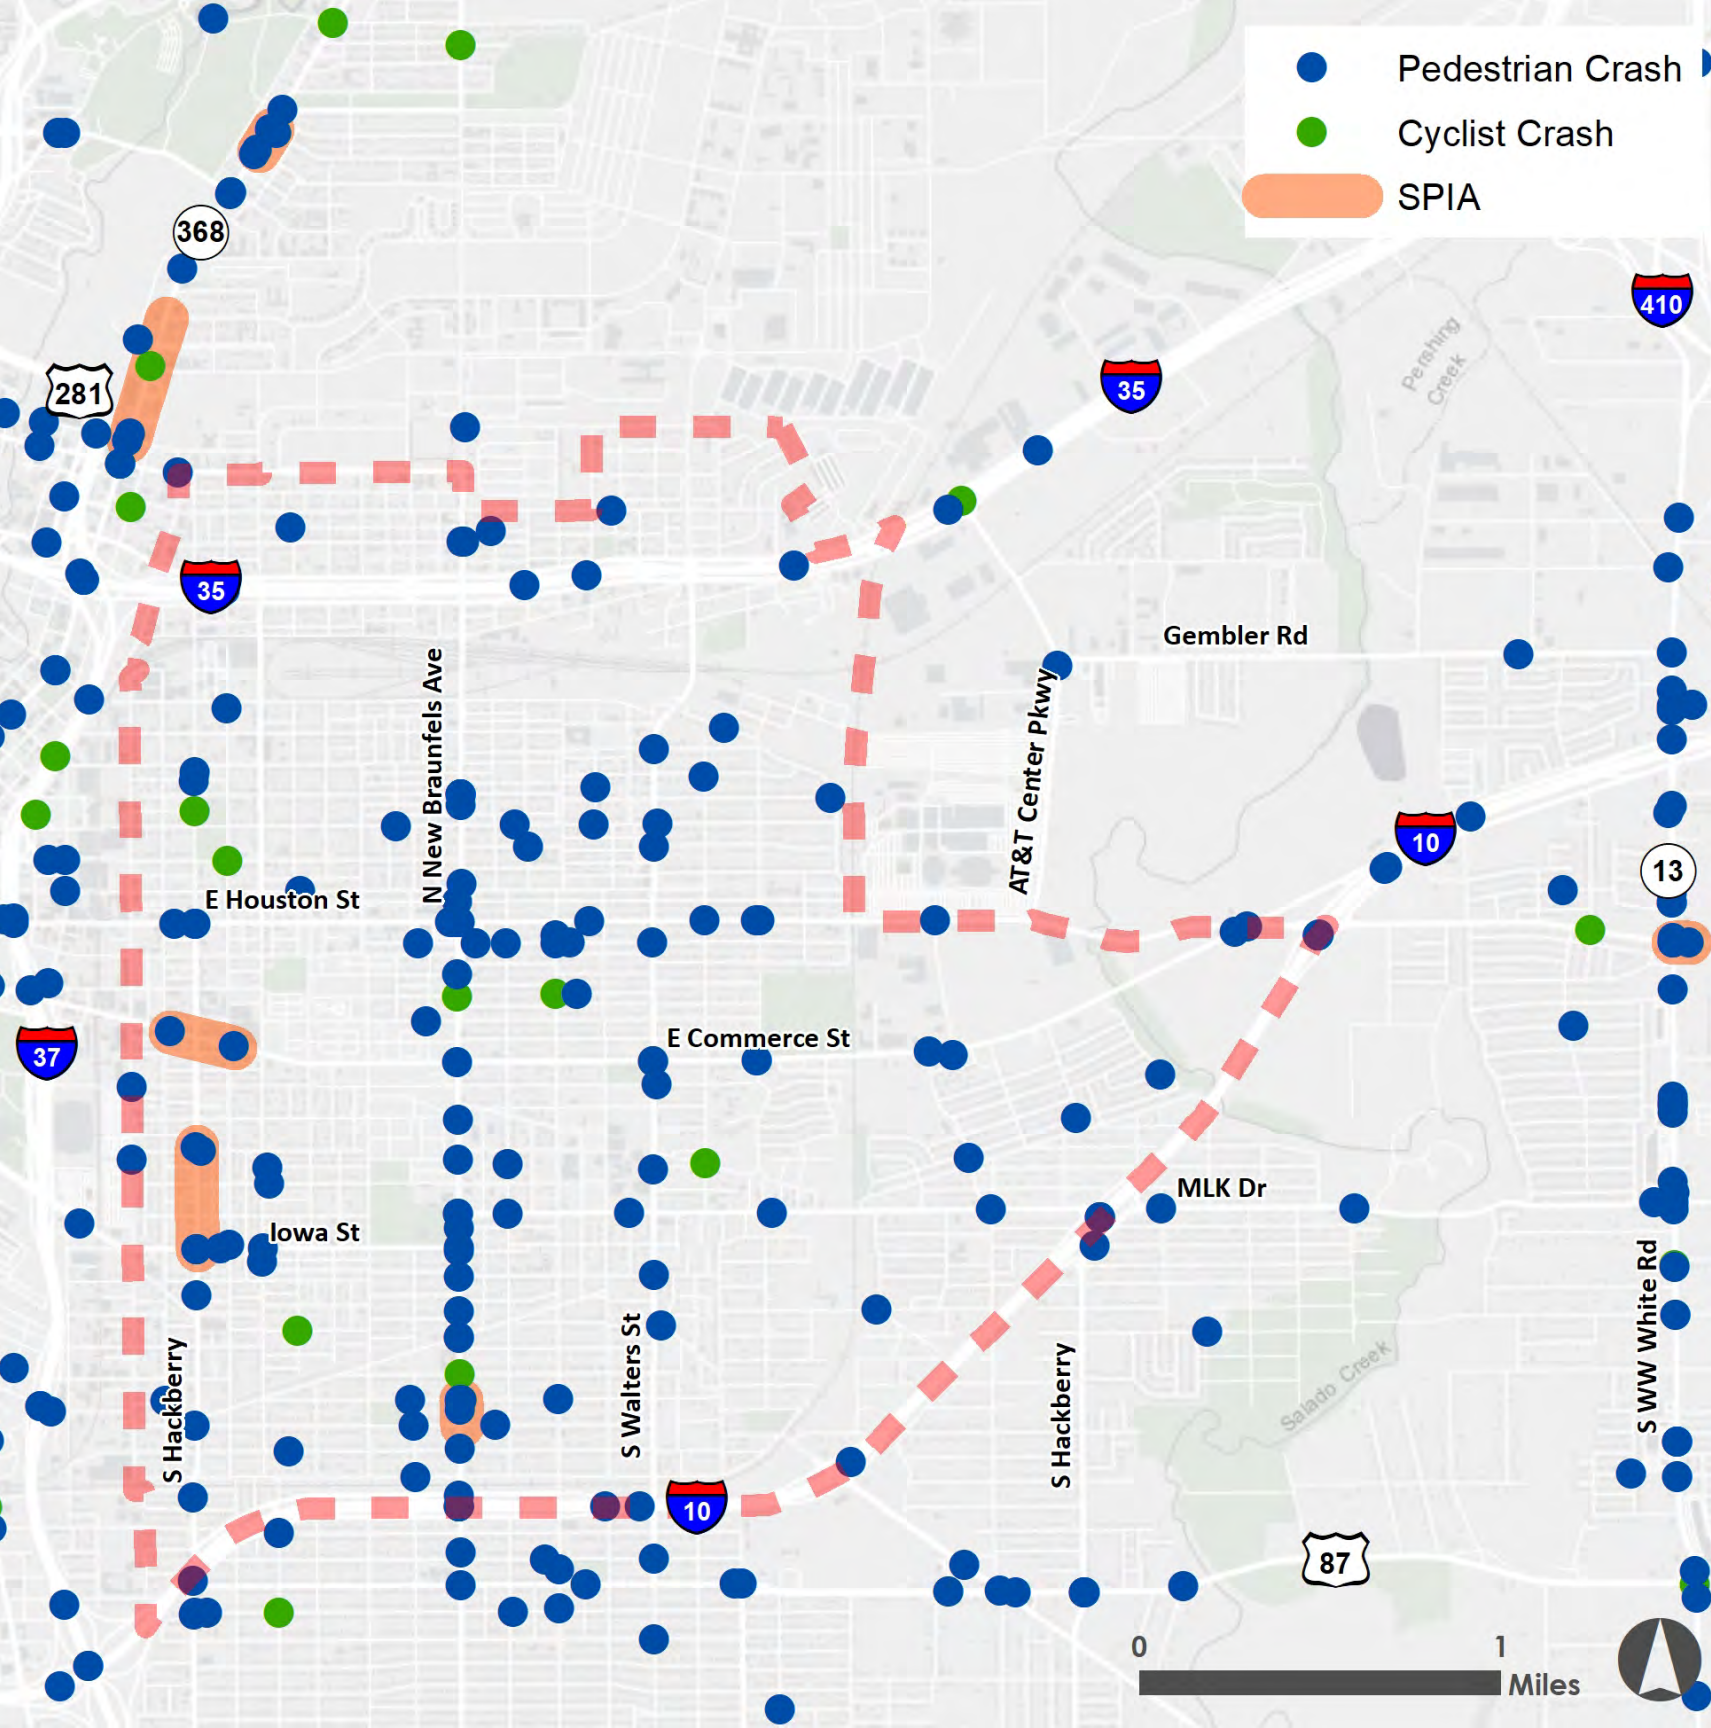 Pedestrian Crash
Cyclist Crash
SPIA
368
410
281
35
35
Gembler Rd
Pershing
Creek
N New Braunfels Ave
AT&T Center Pkwy
10
13
E Houston St
E Commerce St
37
MLK Dr
Iowa St
S Hackberry
S Walters St
S Hackberry
Salado Creek
S WW White Rd
10
87
0 1
Miles